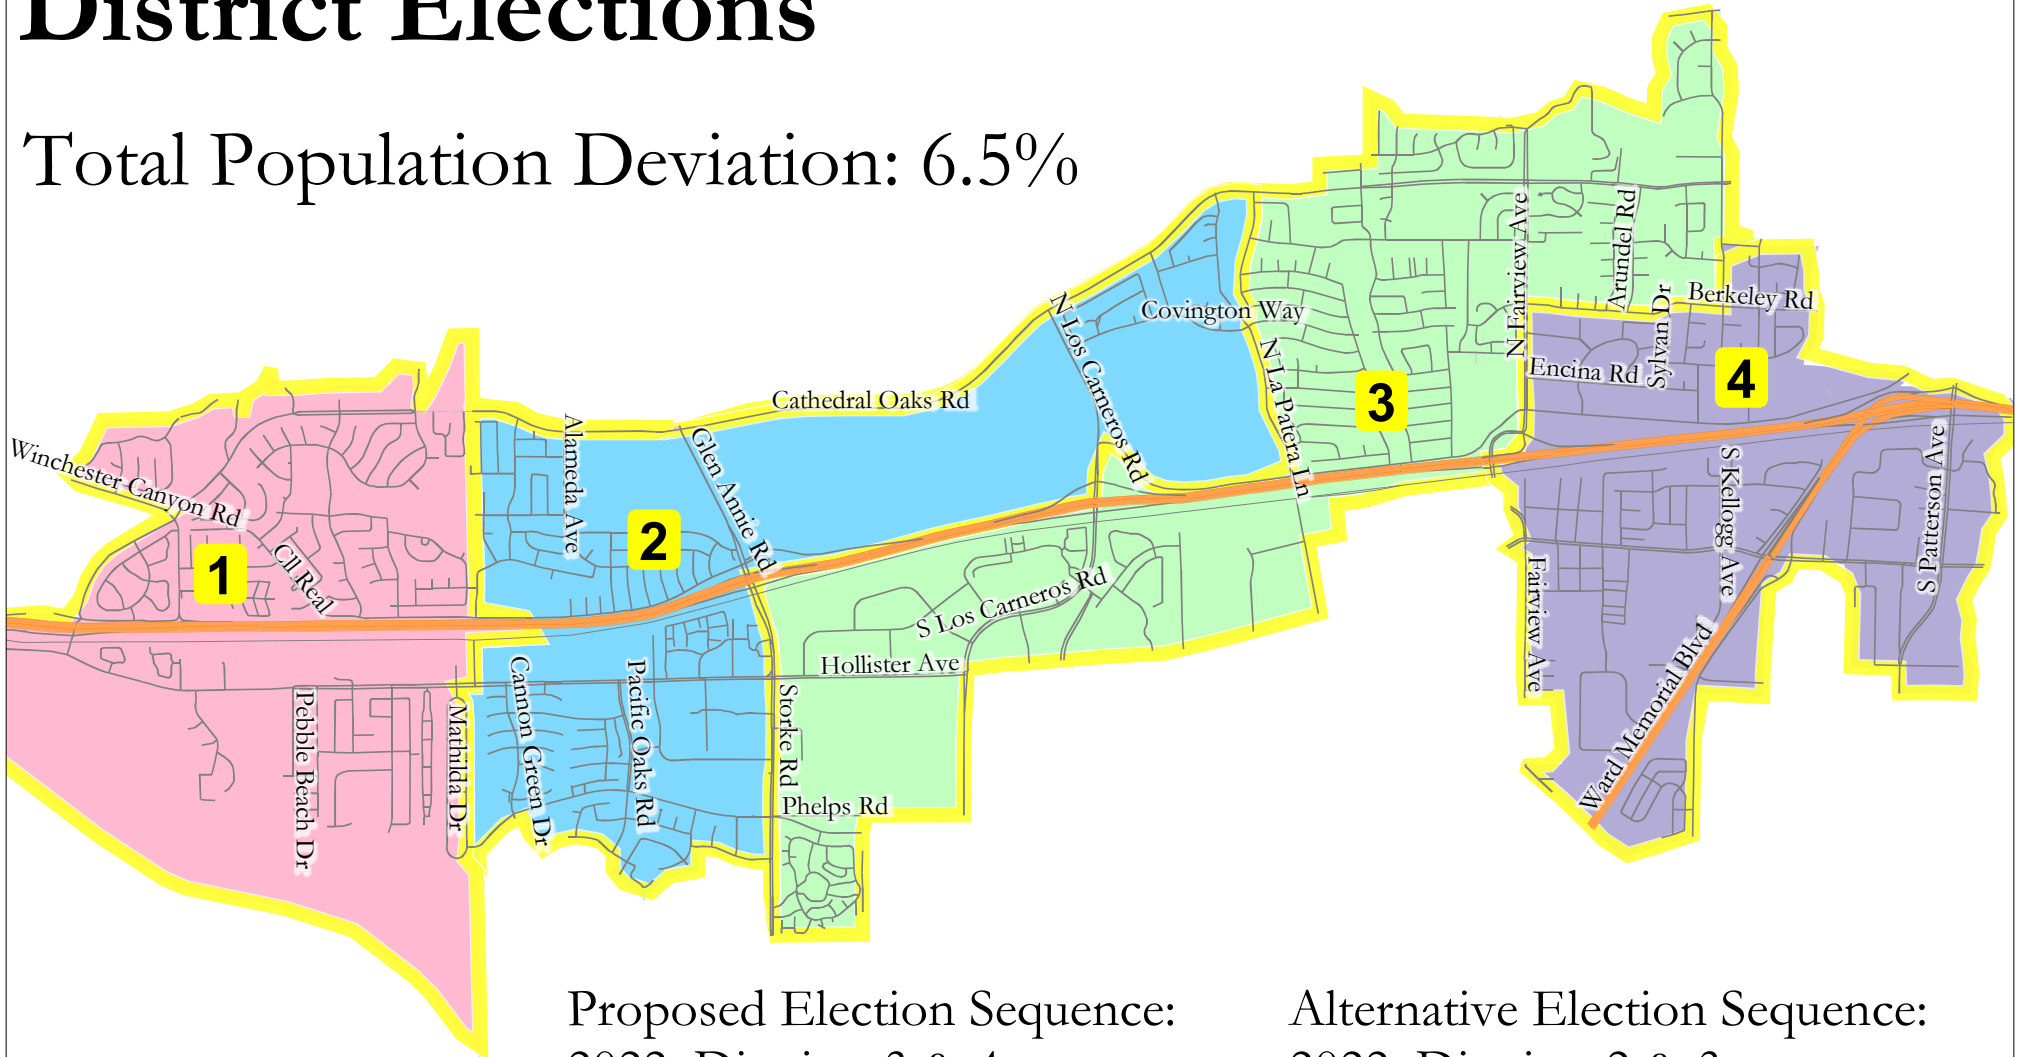 District Elections
Total Population Deviation: 6.5%
N Fairview Ave
Arundel Rd
Sylvan Dr
Berkeley Rd
Covington Way
N Los Carneros Rd
N La Patera Ln
Encina Rd
4
3
Cathedral Oaks Rd
Winchester Canyon Rd
Alameda Ave
Glen Annie Rd
S Kellogg Ave
S Patterson Ave
2
1
Cll Real
S Los Carneros Rd
Fairview Ave
Hollister Ave
Cannon Green Dr
Pacific Oaks Rd
Storke Rd
Pebble Beach Dr
Mathilda Dr
Ward Memorial Blvd
Phelps Rd
Proposed Election Sequence:
Alternative Election Sequence: